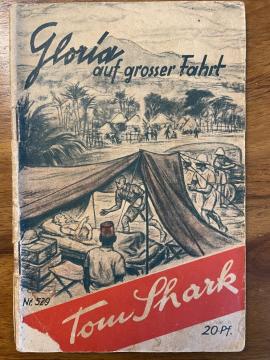 Gloria
auf grosser Fahrt
Nr. 529
Tom Shark
20 Pf.